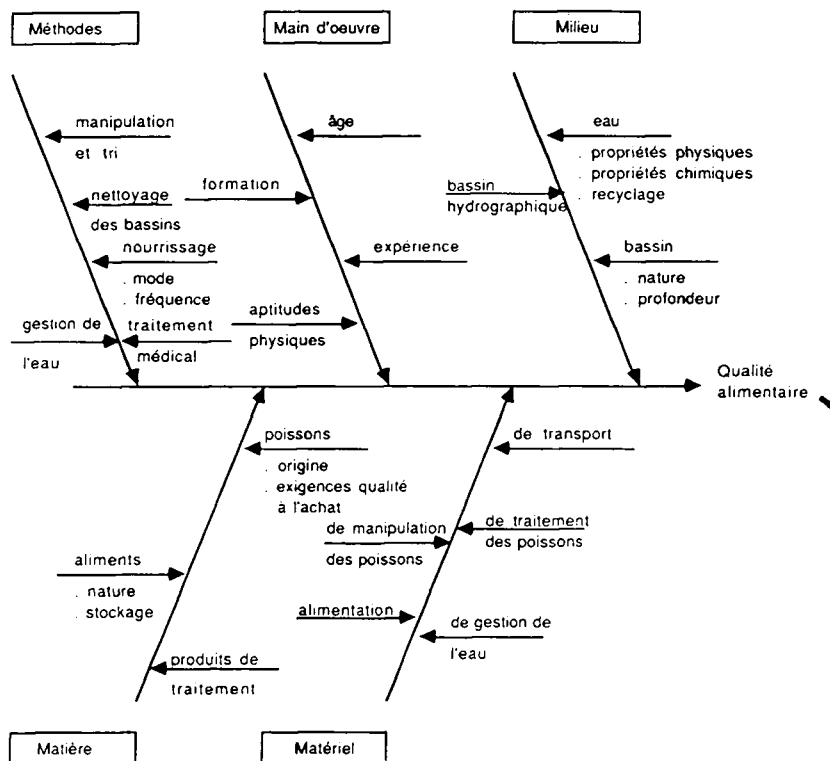 Méthodes
Main d'oeuvre
Milieu
manipulation
et tri
nettoyage
des bassins
nourrissage
. mode
. fréquence
gestion de
l'eau
traitement
médical
âge
formation
expérience
aptitudes
physiques
eau
. propriétés physiques
. propriétés chimiques
. recyclage
bassin
hydrographique
bassin
. nature
. profondeur
Qualité
alimentaire
poissons
. origine
. exigences qualité
à l'achat
aliments
. nature
. stockage
produits de
traitement
de transport
de manipulation
des poissons
de traitement
des poissons
alimentation
de gestion de
l'eau
Matière
Matériel